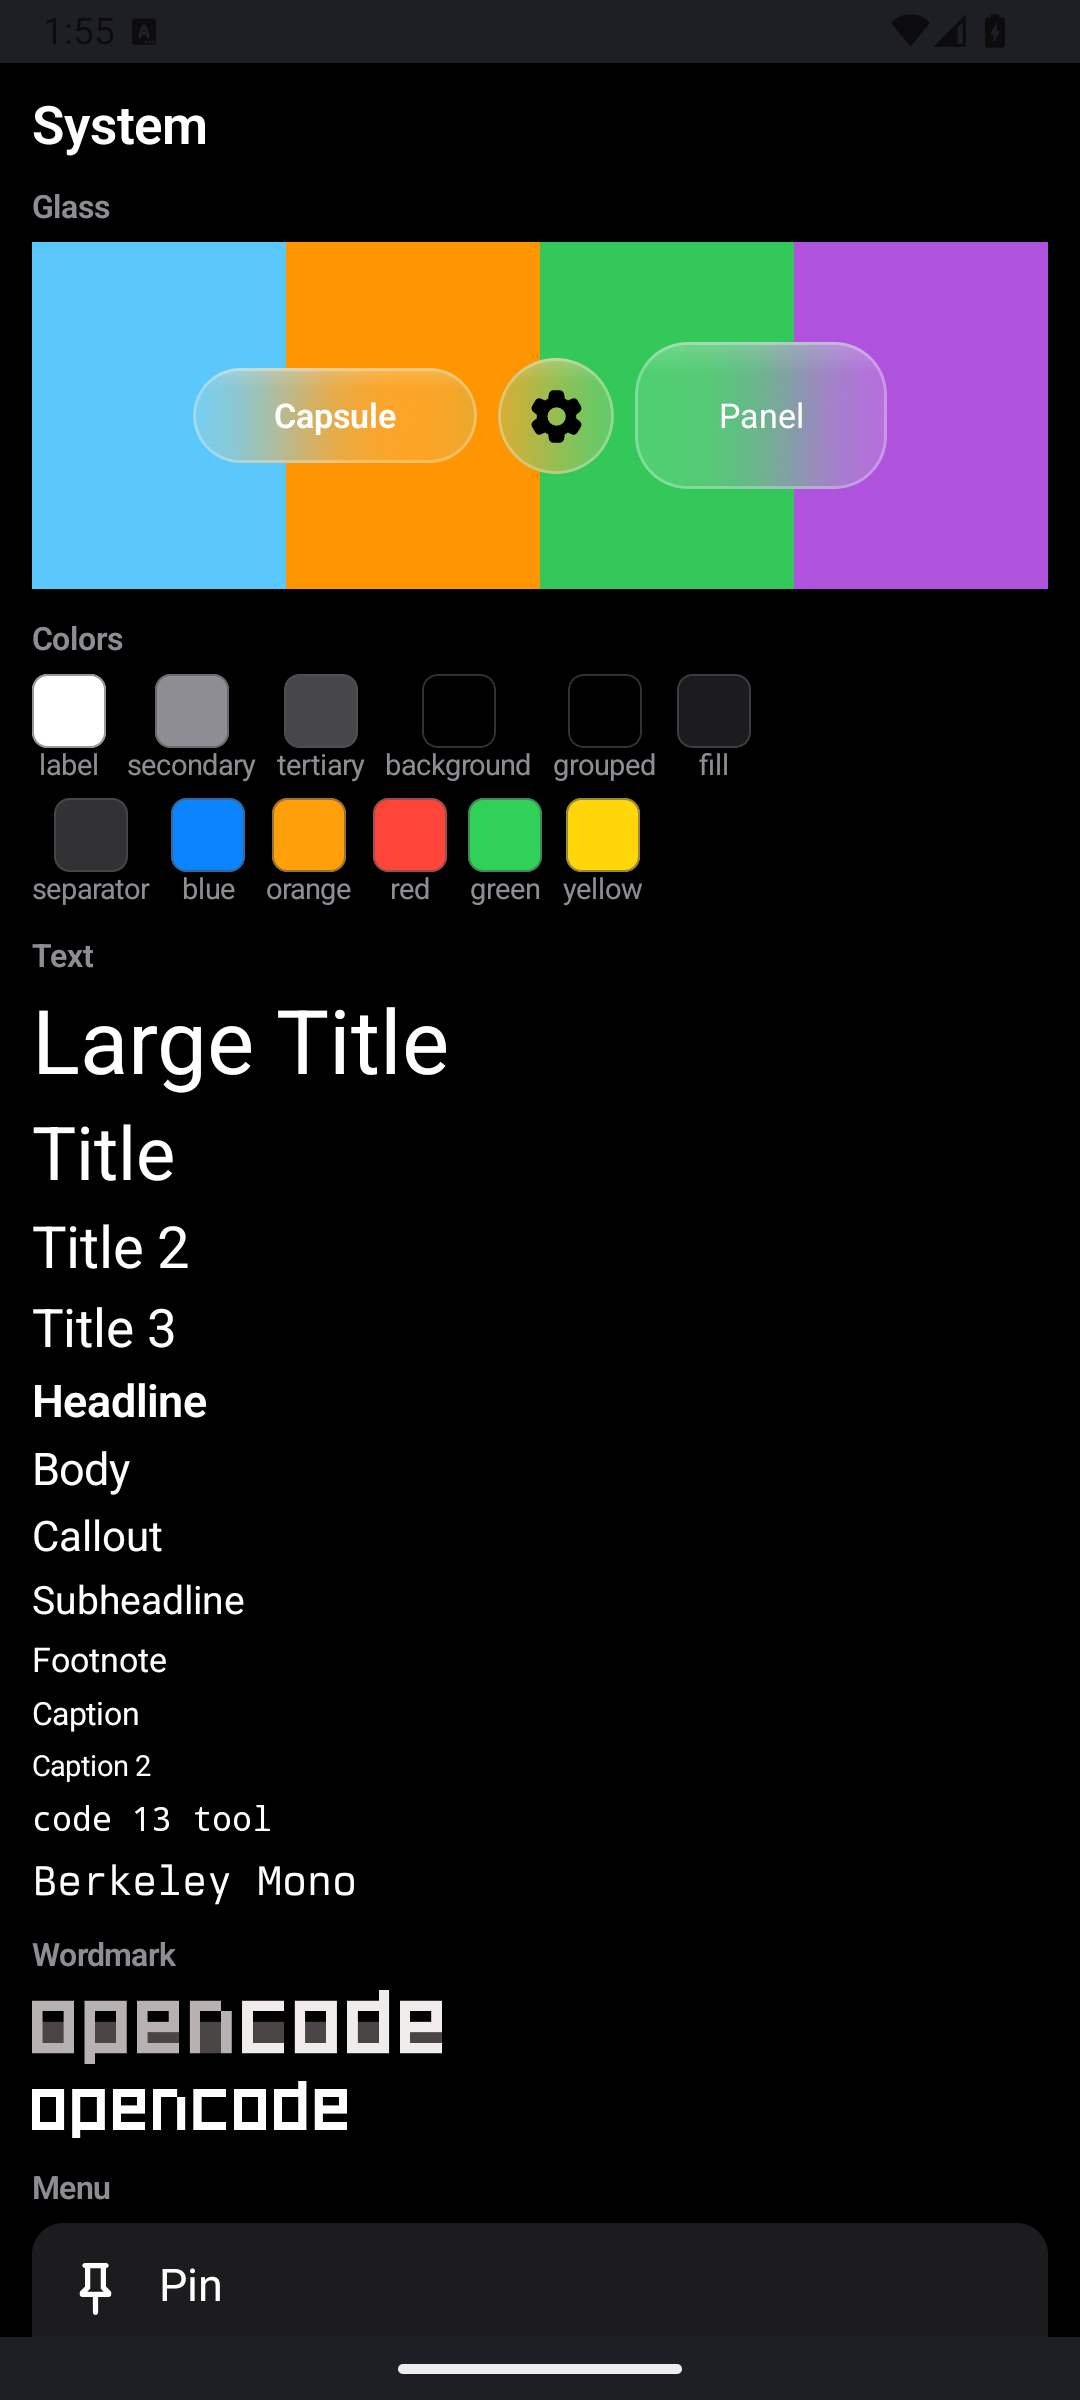 1:55
System
Glass
Capsule
Panel
Colors
label secondary tertiary background grouped fill
separator blue orange red green yellow
Text
Large Title
Title
Title 2
Title 3
Headline
Body
Callout
Subheadline
Footnote
Caption
Caption 2
code 13 tool
Berkeley Mono
Wordmark
opencode
opencode
Menu
Pin